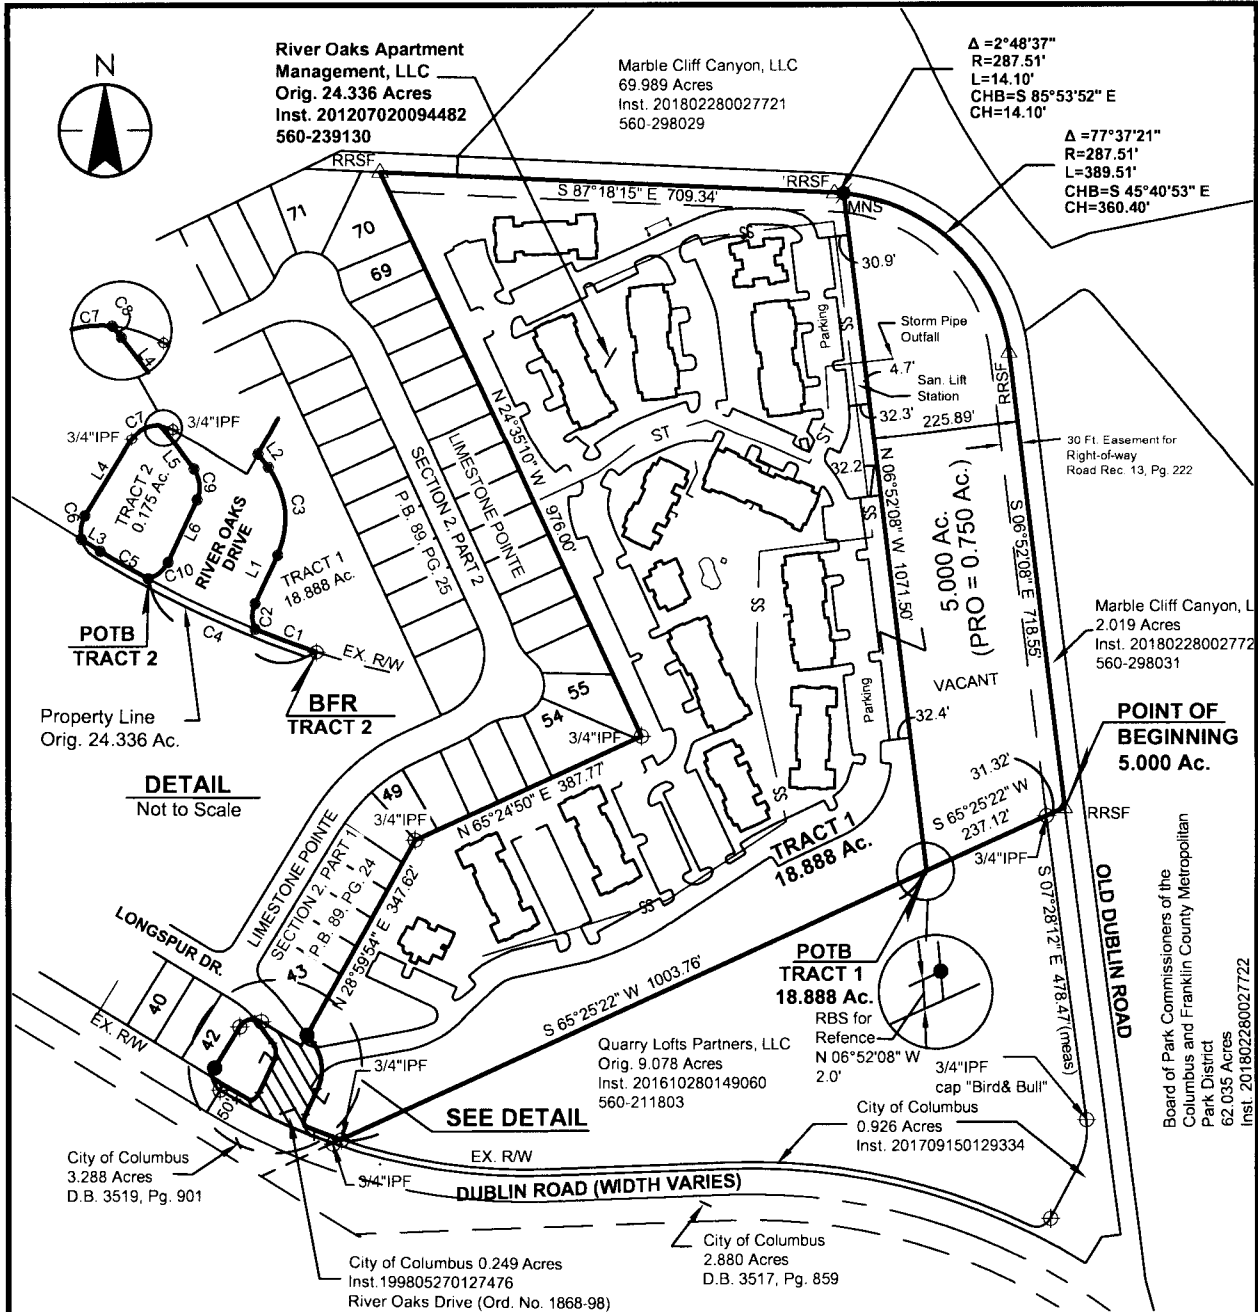 N
River Oaks Apartment
Management, LLC
Orig. 24.336 Acres
Inst. 201207020094482
560-239130
Marble Cliff Canyon, LLC
69.989 Acres
Inst. 201802280027721
560-298029
Δ =2°48'37"
R=287.51'
L=14.10'
CHB=S 85°53'52" E
CH=14.10'
Δ =77°37'21"
R=287.51'
L=389.51'
CHB=S 45°40'53" E
CH=360.40'
RRSF
S 87°18'15" E 709.34'
RRSF
MNS
71
70
69
SS
30.9'
Parking
SS
Storm Pipe
Outfall
4.7'
San. Lift
Station
32.3'
225.89'
RRSF
30 Ft. Easement for
Right-of-way
Road Rec. 13, Pg. 222
C7
C8
L4
C7
3/4"IPF
3/4"IPF
L4
TRACT 2
0.175 Ac.
L5
C9
L6
L2
C3
C6
L3
C5
C10
RIVER OAKS
DRIVE
L1
TRACT 1
18.888 Ac.
C2
C1
C4
EX. R/W
POTB
TRACT 2
BFR
TRACT 2
Property Line
Orig. 24.336 Ac.
DETAIL
Not to Scale
N 24°35'10" W
976.00'
LIMESTONE POINTE
SECTION 2, PART 2
P.B. 89, PG. 25
ST
ST
32.2
SS
SS
SS
N 06°52'08" W 1071.50'
5.000 Ac.
(PRO = 0.750 Ac.)
S 06°52'08" E 718.55'
VACANT
Marble Cliff Canyon, L
2.019 Acres
Inst. 20180228002772
560-298031
Parking
32.4'
POINT OF
BEGINNING
5.000 Ac.
55
54
3/4"IPF
31.32'
S 65°25'22" W
237.12'
RRSF
3/4"IPF
49
3/4"IPF
N 65°24'50" E 387.77'
TRACT 1
18.888 Ac.
SS
LIMESTONE POINTE
SECTION 2, PART 1
P.B. 89, PG. 24
N 28°59'54" E 347.62'
LONGSPUR DR.
43
40
42
EX. R/W
S 65°25'22" W 1003.76'
POTB
TRACT 1
18.888 Ac.
RBS for
Refence
N 06°52'08" W
2.0'
S 07°28'12" E 478.47'(meas)
OLD DUBLIN ROAD
Board of Park Commissioners of the
Columbus and Franklin County Metropolitan
Park District
62.035 Acres
Inst. 201802280027722
Quarry Lofts Partners, LLC
Orig. 9.078 Acres
Inst. 201610280149060
560-211803
3/4"IPF
cap "Bird& Bull"
3/4"IPF
50'
SEE DETAIL
City of Columbus
0.926 Acres
Inst. 201709150129334
EX. R/W
3/4"IPF
DUBLIN ROAD (WIDTH VARIES)
City of Columbus
3.288 Acres
D.B. 3519, Pg. 901
City of Columbus 0.249 Acres
Inst.199805270127476
River Oaks Drive (Ord. No. 1868-98)
City of Columbus
2.880 Acres
D.B. 3517, Pg. 859